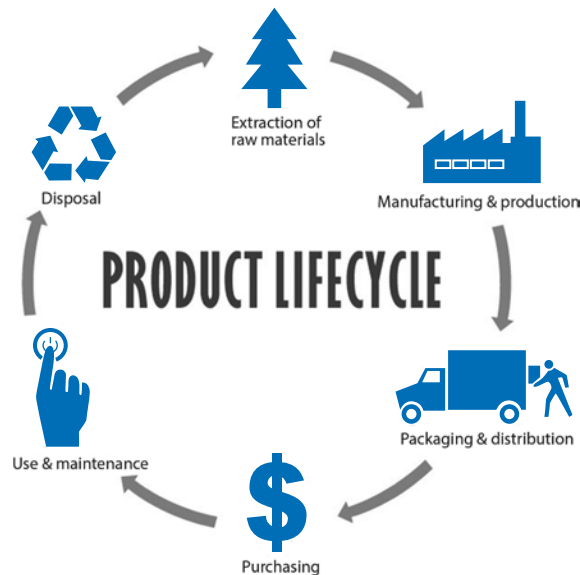 Extraction of
raw materials
Manufacturing & production
Packaging & distribution
Purchasing
Use & maintenance
Disposal
PRODUCT LIFECYCLE